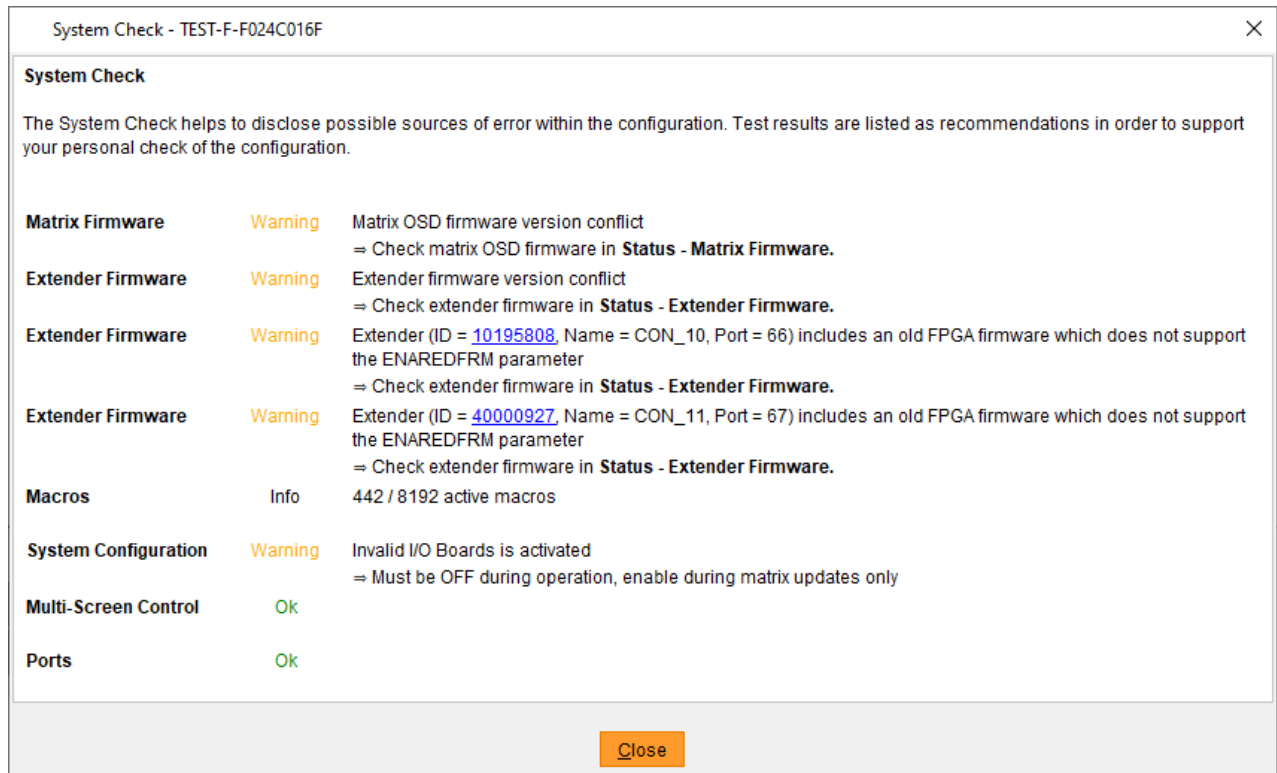 System Check - TEST-F-F024C016F
System Check
The System Check helps to disclose possible sources of error within the configuration. Test results are listed as recommendations in order to support
your personal check of the configuration.
Matrix Firmware Warning Matrix OSD firmware version conflict
⇒ Check matrix OSD firmware in Status - Matrix Firmware.
Extender Firmware Warning Extender firmware version conflict
⇒ Check extender firmware in Status - Extender Firmware.
Extender Firmware Warning Extender (ID = 10195808, Name = CON_10, Port = 66) includes an old FPGA firmware which does not support
the ENAREDFRM parameter
⇒ Check extender firmware in Status - Extender Firmware.
Extender Firmware Warning Extender (ID = 40000927, Name = CON_11, Port = 67) includes an old FPGA firmware which does not support
the ENAREDFRM parameter
⇒ Check extender firmware in Status - Extender Firmware.
Macros Info 442 / 8192 active macros
System Configuration Warning Invalid I/O Boards is activated
⇒ Must be OFF during operation, enable during matrix updates only
Multi-Screen Control Ok
Ports Ok
Close